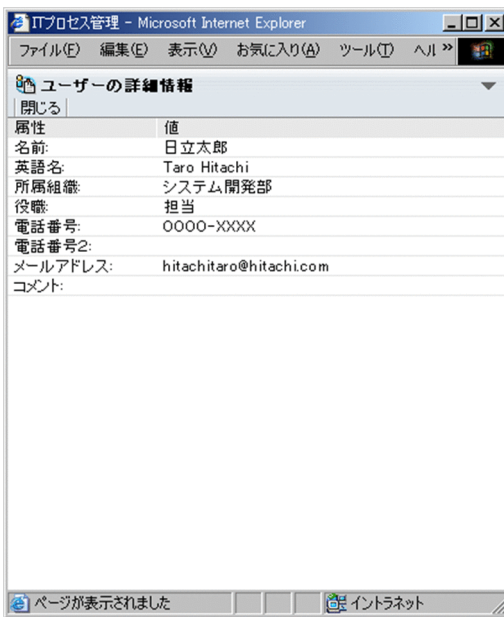 ITプロセス管理 - Microsoft Internet Explorer
ファイル(F) 編集(E) 表示(V) お気に入り(A) ツール(T) ヘル »
ユーザーの詳細情報
閉じる
属性 値
名前: 日立太郎
英語名: Taro Hitachi
所属組織: システム開発部
役職: 担当
電話番号: OOOO-XXXX
電話番号2:
メールアドレス: hitachitaro@hitachi.com
コメント:
ページが表示されました イントラネット